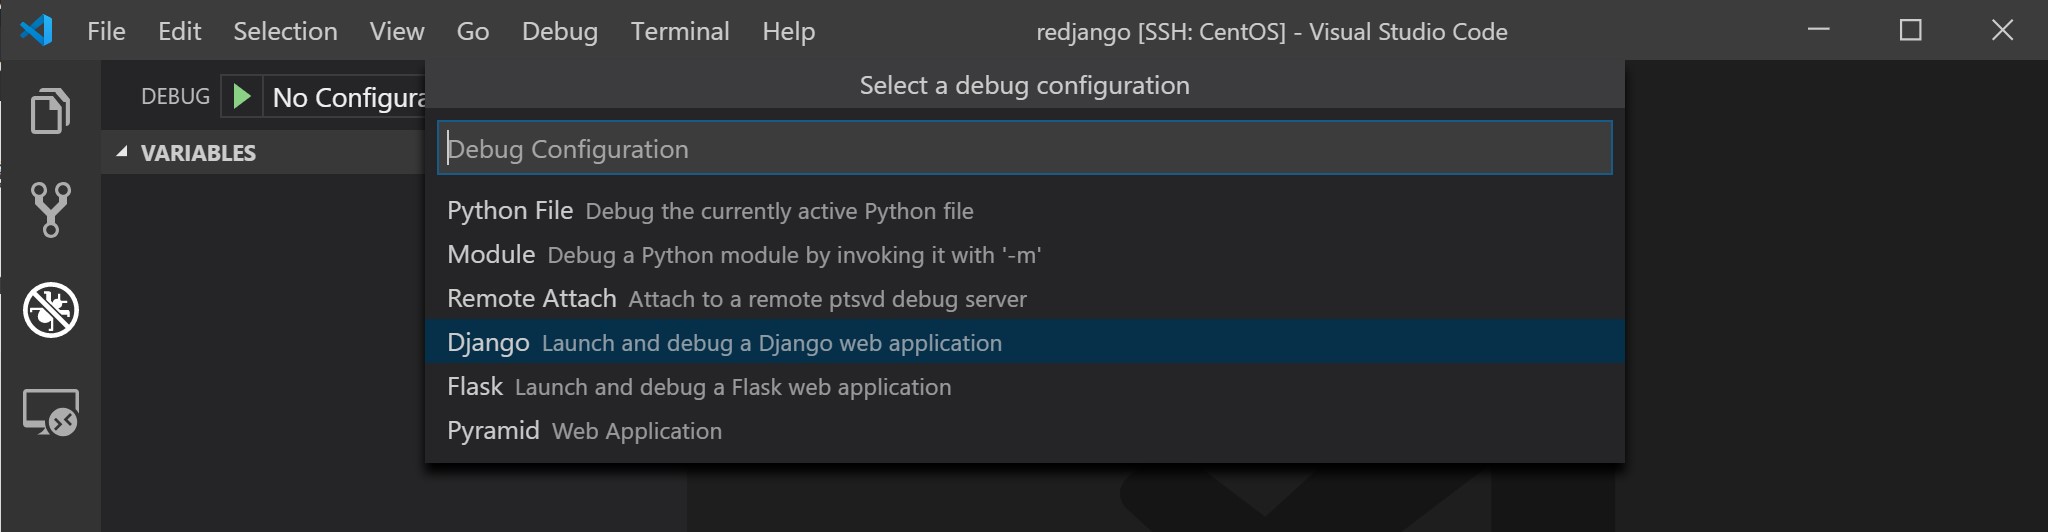 File Edit Selection View Go Debug Terminal Help redjango [SSH: CentOS] - Visual Studio Code
Select a debug configuration
DEBUG No Configura
Debug Configuration
VARIABLES
Python File Debug the currently active Python file
Module Debug a Python module by invoking it with '-m'
Remote Attach Attach to a remote ptsvd debug server
Django Launch and debug a Django web application
Flask Launch and debug a Flask web application
Pyramid Web Application